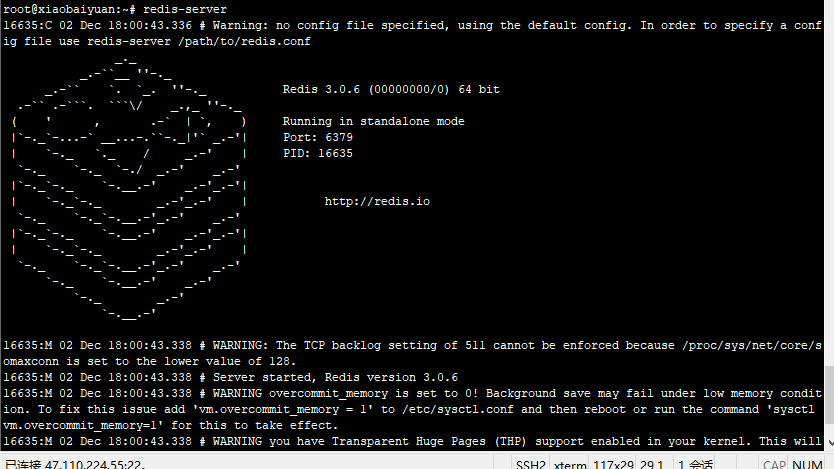 root@xiaobaiyuan:~# redis-server
16635:C 02 Dec 18:00:43.336 # Warning: no config file specified, using the default config. In order to specify a conf
ig file use redis-server /path/to/redis.conf
Redis 3.0.6 (00000000/0) 64 bit
Running in standalone mode
Port: 6379
PID: 16635
http://redis.io
16635:M 02 Dec 18:00:43.338 # WARNING: The TCP backlog setting of 511 cannot be enforced because /proc/sys/net/core/s
omaxconn is set to the lower value of 128.
16635:M 02 Dec 18:00:43.338 # Server started, Redis version 3.0.6
16635:M 02 Dec 18:00:43.338 # WARNING overcommit_memory is set to 0! Background save may fail under low memory condit
ion. To fix this issue add 'vm.overcommit_memory = 1' to /etc/sysctl.conf and then reboot or run the command 'sysctl
vm.overcommit_memory=1' for this to take effect.
16635:M 02 Dec 18:00:43.338 # WARNING you have Transparent Huge Pages (THP) support enabled in your kernel. This will
已连接 47.110.224.55:22。 SSH2 xterm 117x29 29,1 1 会话 CAP NUM